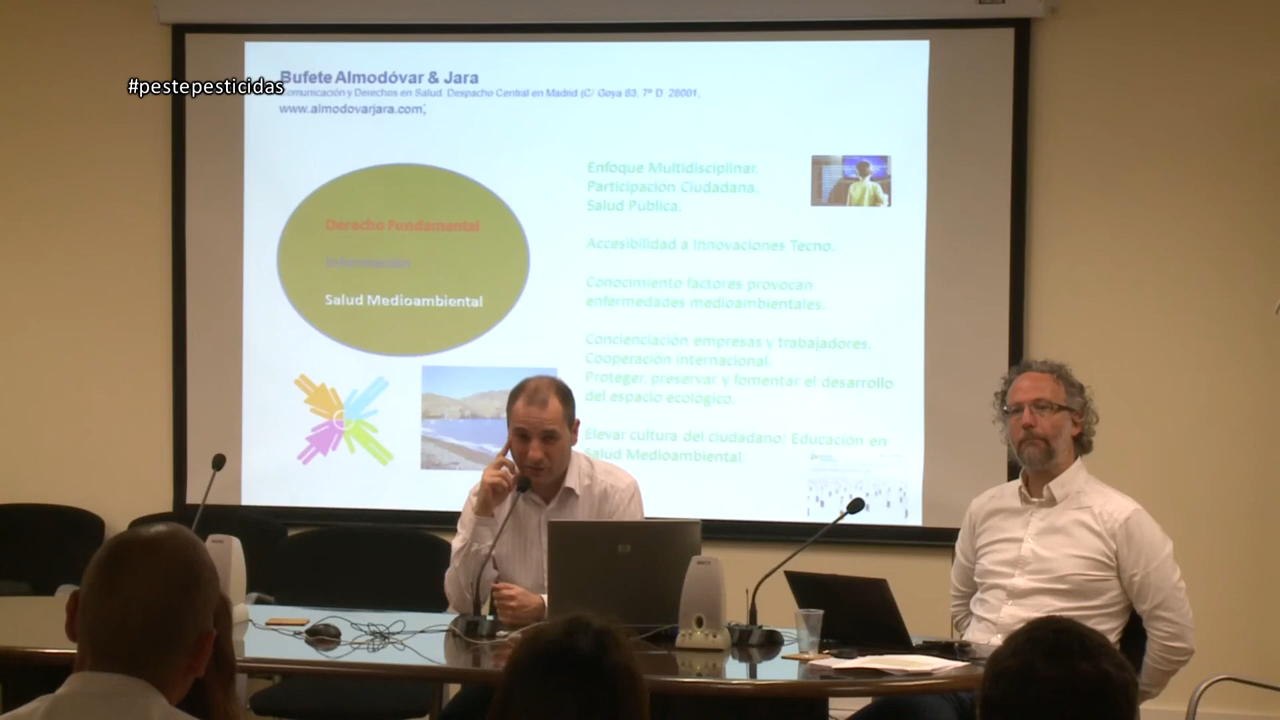 #pestepesticidas
Bufete Almodóvar & Jara
Comunicación y Derechos en Salud. Despacho Central en Madrid (C/ Goya 83, 7º D. 28001,
www.almodovarjara.com;
Derecho Fundamental
Información
Salud Medioambiental
Enfoque Multidisciplinar.
Participación Ciudadana.
Salud Pública.
Accesibilidad a Innovaciones Tecno.
Conocimiento factores provocan
enfermedades medioambientales.
Concienciación empresas y trabajadores.
Cooperación internacional.
Proteger, preservar y fomentar el desarrollo
del espacio ecológico.
Elevar cultura del ciudadano: Educación en
Salud Medioambiental.
hp